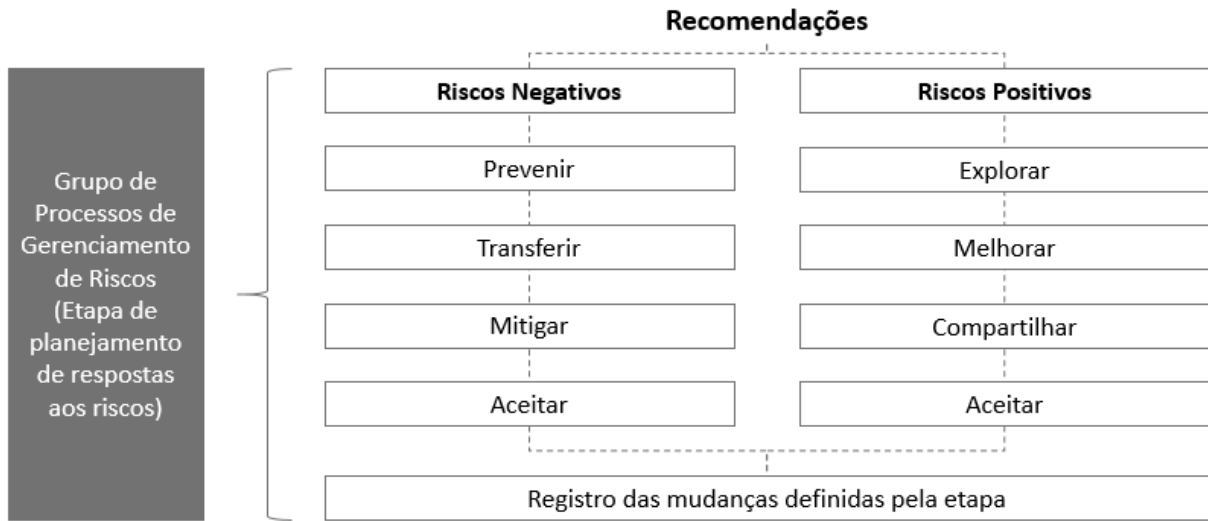 Recomendações
Grupo de
Processos de
Gerenciamento
de Riscos
(Etapa de
planejamento
de respostas
aos riscos)
Riscos Negativos
Prevenir
Transferir
Mitigar
Aceitar
Riscos Positivos
Explorar
Melhorar
Compartilhar
Aceitar
Registro das mudanças definidas pela etapa